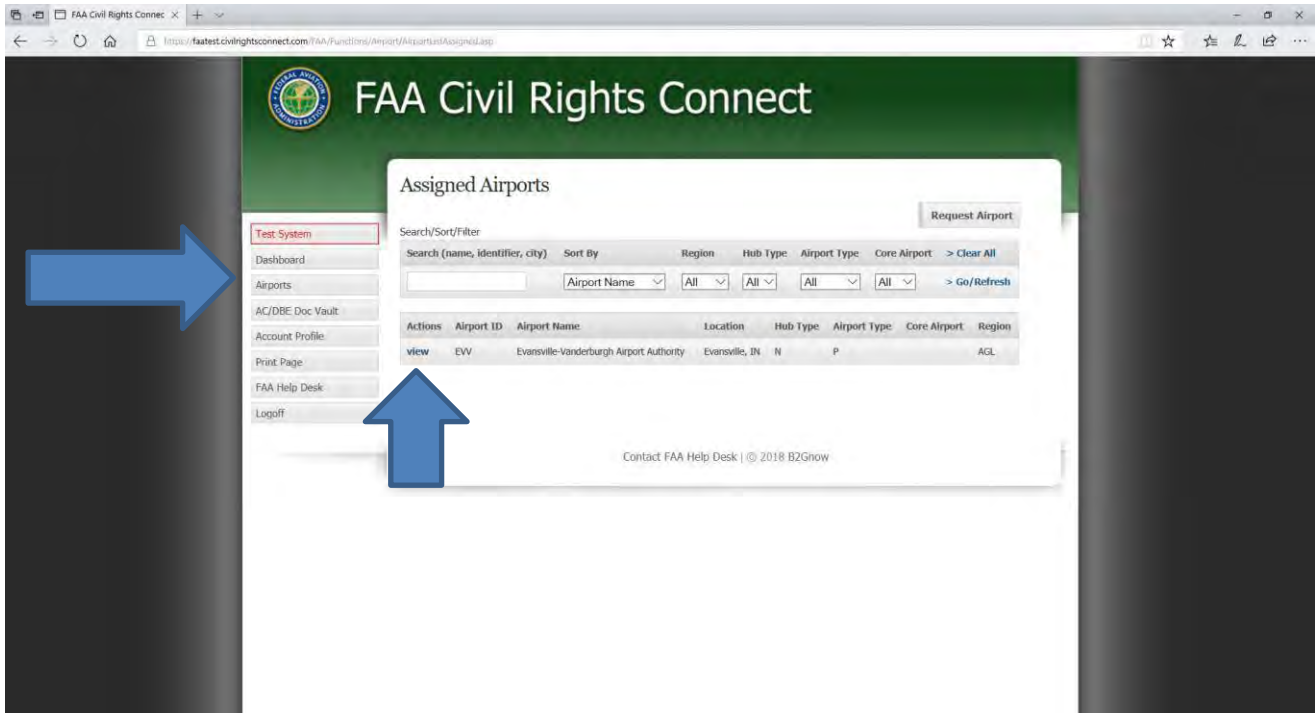 FAA Civil Rights Connec
https://faatest.civilrightsconnect.com/FAA/Functions/Airport/AirportListAssigned.asp
FEDERAL AVIATION ADMINISTRATION
FAA Civil Rights Connect
Assigned Airports
Request Airport
Test System
Dashboard
Airports
AC/DBE Doc Vault
Account Profile
Print Page
FAA Help Desk
Logoff
Search/Sort/Filter
Search (name, identifier, city) Sort By Region Hub Type Airport Type Core Airport > Clear All
Airport Name All All All All > Go/Refresh
Actions Airport ID Airport Name Location Hub Type Airport Type Core Airport Region
view EVV Evansville-Vanderburgh Airport Authority Evansville, IN N P AGL
Contact FAA Help Desk | © 2018 B2Gnow